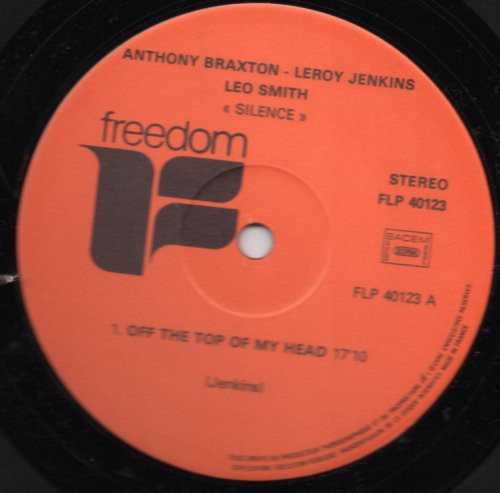 ANTHONY BRAXTON - LEROY JENKINS
LEO SMITH
« SILENCE »
freedom
STEREO
FLP 40123
SACEM
FLP 40123 A
1. OFF THE TOP OF MY HEAD 17'10
(Jenkins)